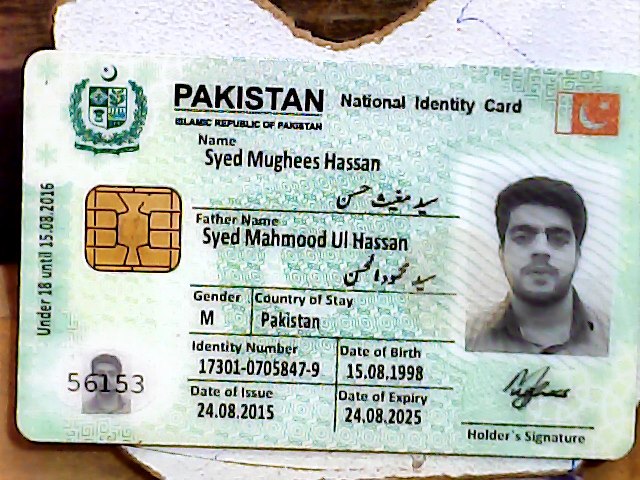 PAKISTAN National Identity Card
ISLAMIC REPUBLIC OF PAKISTAN
Name
Syed Mughees Hassan
سید مغیث حسن
Father Name
Syed Mahmood Ul Hassan
سید محمود الحسن
Gender Country of Stay
M Pakistan
Identity Number Date of Birth
17301-0705847-9 15.08.1998
Date of Issue Date of Expiry
24.08.2015 24.08.2025
Under 18 until 15.08.2016
56153
Holder's Signature